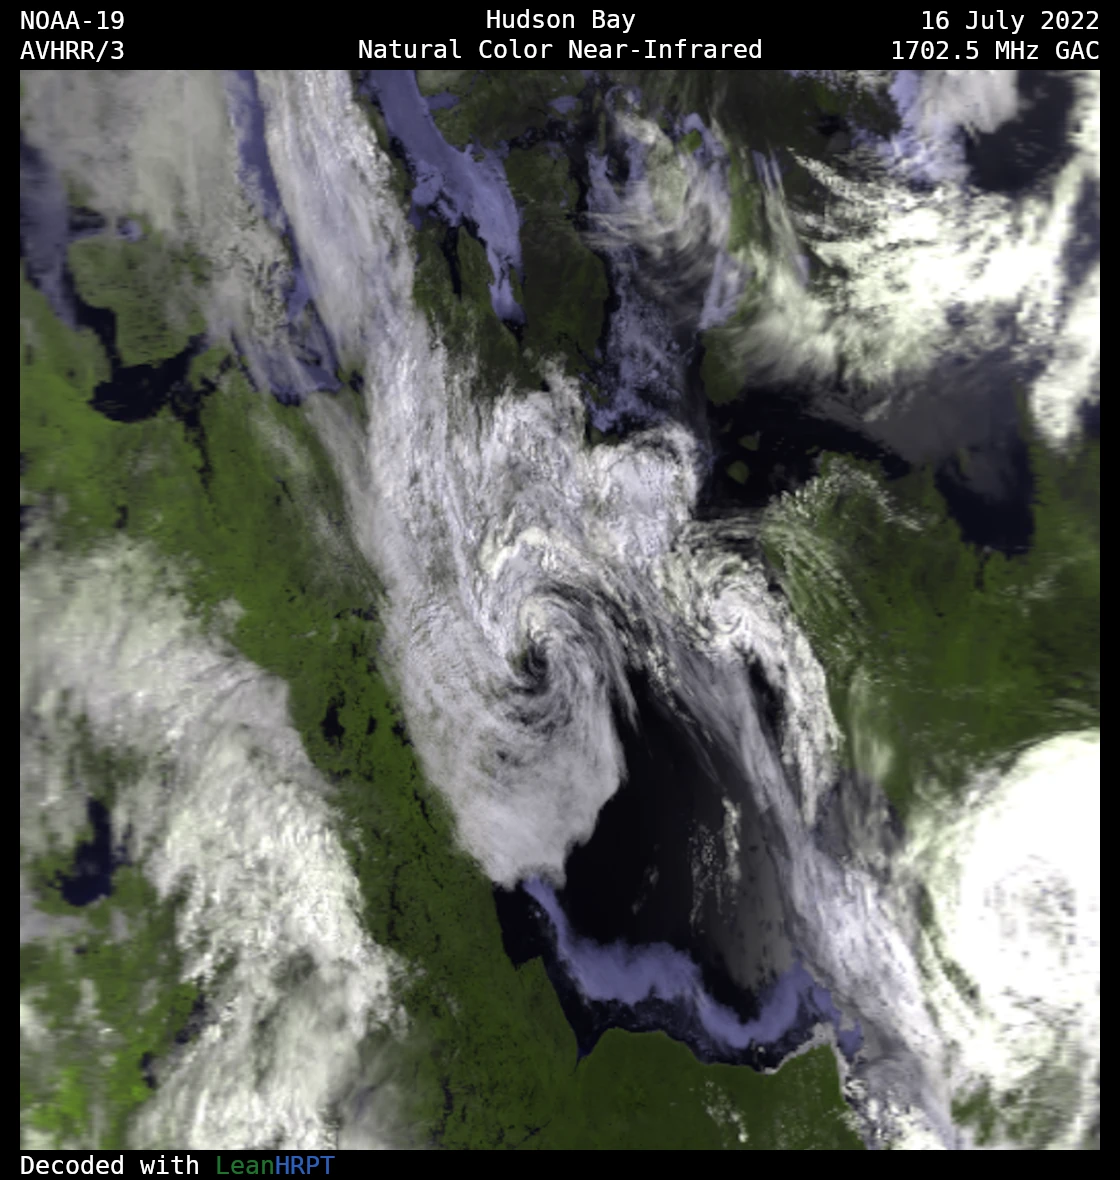 NOAA-19 Hudson Bay 16 July 2022
AVHRR/3 Natural Color Near-Infrared 1702.5 MHz GAC
Decoded with LeanHRPT